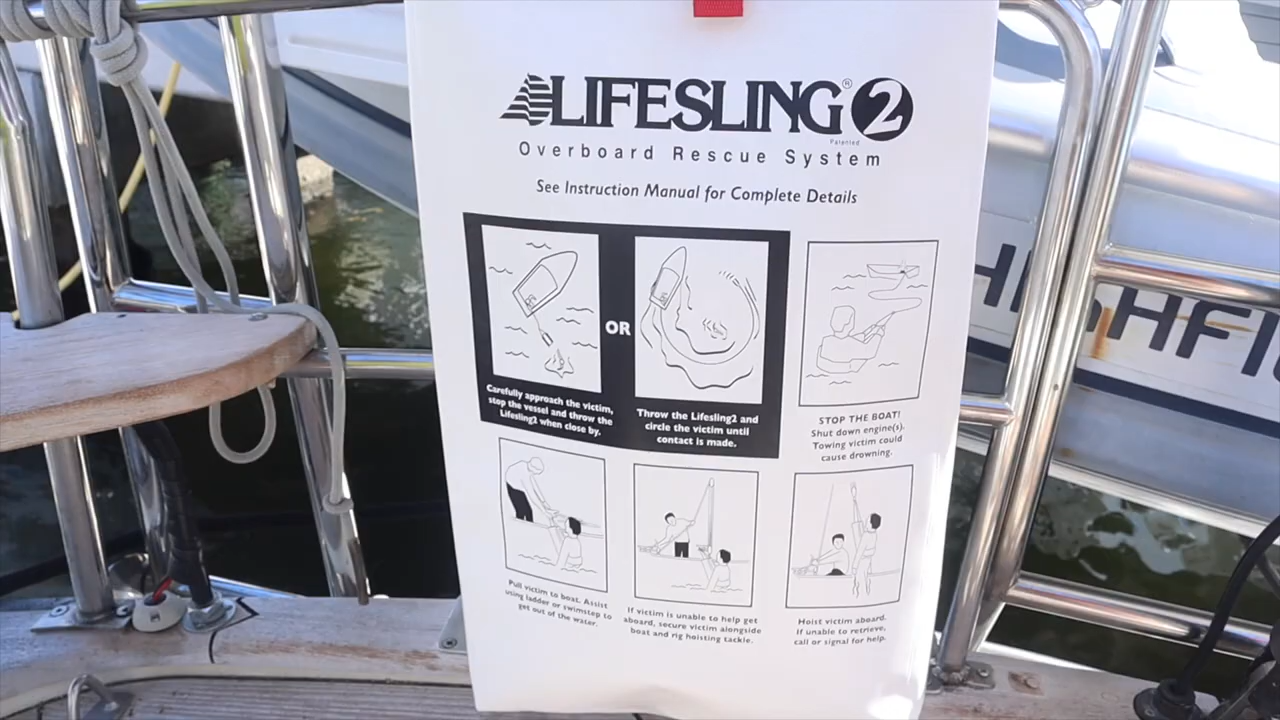 LIFESLING® 2
Patented
Overboard Rescue System
See Instruction Manual for Complete Details
OR
Carefully approach the victim,
stop the vessel and throw the
Lifesling2 when close by.
Throw the Lifesling2 and
circle the victim until
contact is made.
STOP THE BOAT!
Shut down engine(s).
Towing victim could
cause drowning.
Pull victim to boat. Assist
using ladder or swimstep to
get out of the water.
If victim is unable to help get
aboard, secure victim alongside
boat and rig hoisting tackle.
Hoist victim aboard.
If unable to retrieve,
call or signal for help.